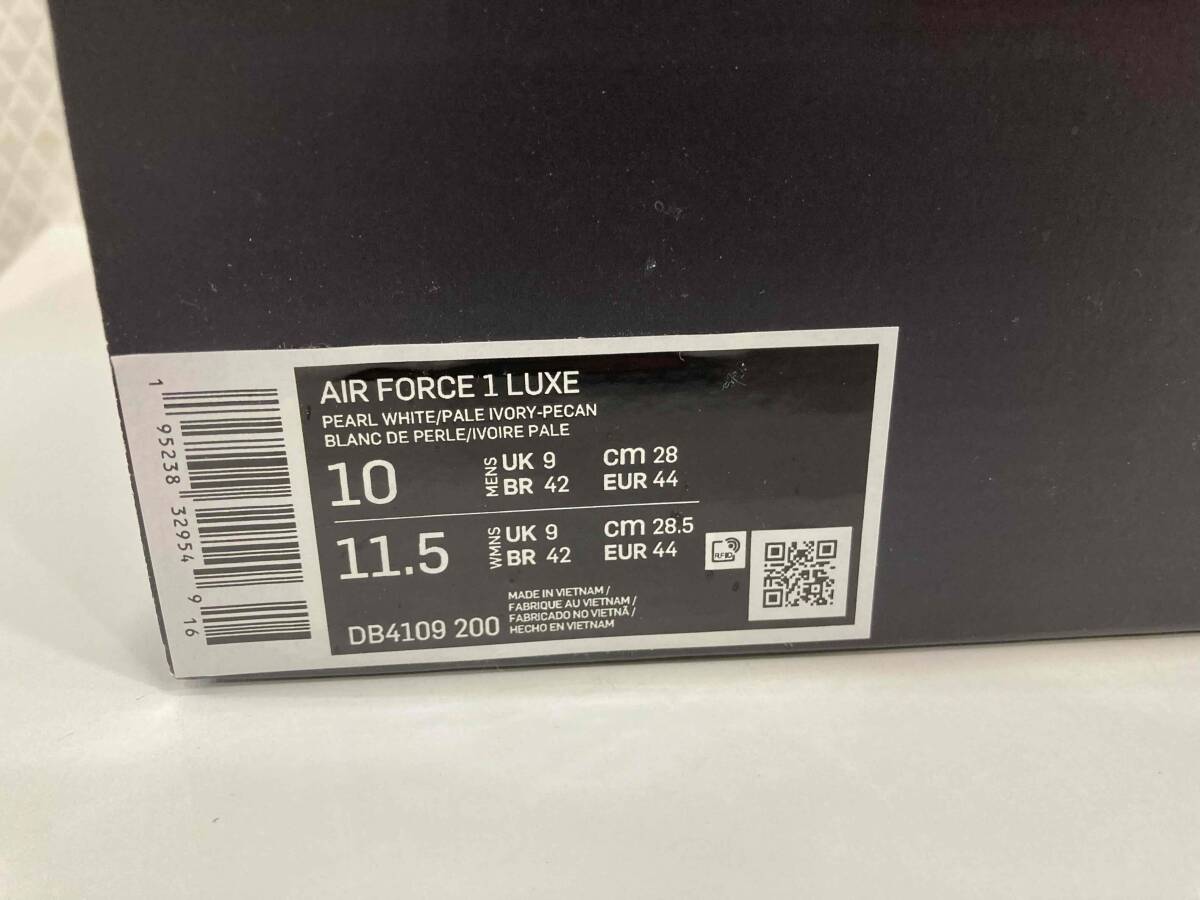 AIR FORCE 1 LUXE
PEARL WHITE/PALE IVORY-PECAN
BLANC DE PERLE/IVOIRE PALE
10 MENS UK 9 cm 28
BR 42 EUR 44
11.5 WMNS UK 9 cm 28.5
BR 42 EUR 44
RFID
DB4109 200
MADE IN VIETNAM /
FABRIQUE AU VIETNAM /
FABRICADO NO VIETNÃ /
HECHO EN VIETNAM
1 95238 32954 9 16